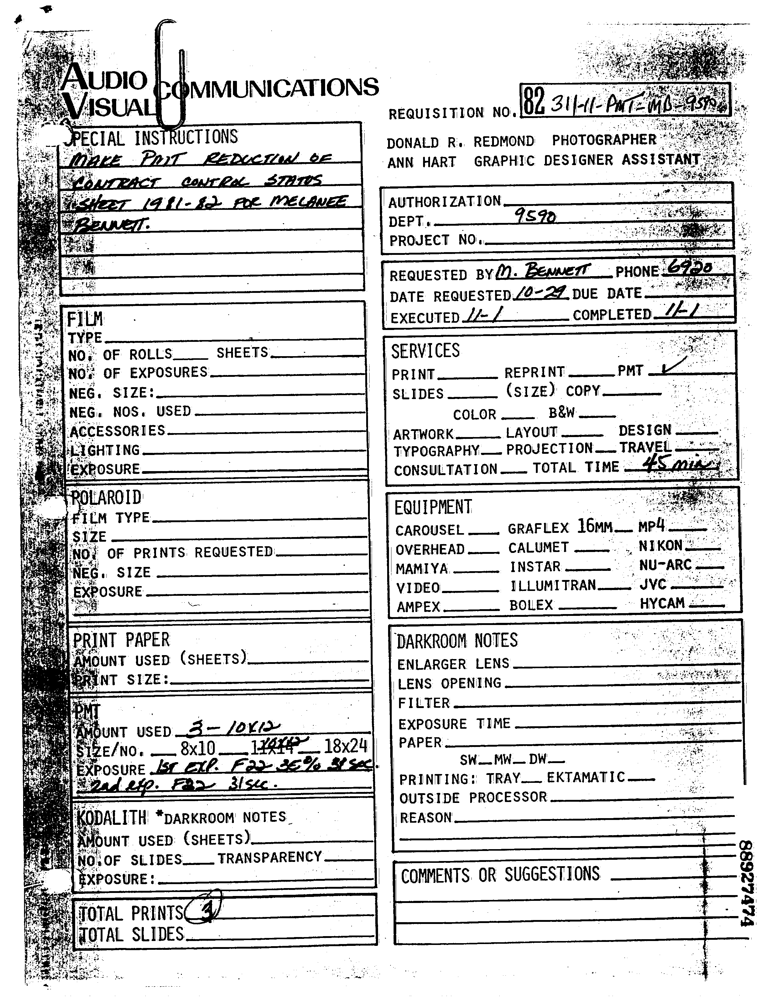 AUDIO VISUAL COMMUNICATIONS
REQUISITION NO. 82 311-11-PMT-MB-9590
SPECIAL INSTRUCTIONS
MAKE PMT REDUCTION OF
CONTRACT CONTROL STATUS
SHEET 1981-82 FOR MELANEE
BENNETT.
DONALD R. REDMOND PHOTOGRAPHER
ANN HART GRAPHIC DESIGNER ASSISTANT
AUTHORIZATION
DEPT. 9590
PROJECT NO.
REQUESTED BY M. BENNETT PHONE 6920
DATE REQUESTED 10-29 DUE DATE
EXECUTED 11-1 COMPLETED 11-1
FILM
TYPE
NO. OF ROLLS SHEETS
NO. OF EXPOSURES
NEG. SIZE:
NEG. NOS. USED
ACCESSORIES
LIGHTING
EXPOSURE
SERVICES
PRINT REPRINT PMT ✓
SLIDES (SIZE) COPY
COLOR B&W
ARTWORK LAYOUT DESIGN
TYPOGRAPHY PROJECTION TRAVEL
CONSULTATION TOTAL TIME 45 min
POLAROID
FILM TYPE
SIZE
NO. OF PRINTS REQUESTED
NEG. SIZE
EXPOSURE
EQUIPMENT
CAROUSEL GRAFLEX 16MM MP4
OVERHEAD CALUMET NIKON
MAMIYA INSTAR NU-ARC
VIDEO ILLUMITRAN JVC
AMPEX BOLEX HYCAM
PRINT PAPER
AMOUNT USED (SHEETS)
PRINT SIZE:
DARKROOM NOTES
ENLARGER LENS
LENS OPENING
FILTER
EXPOSURE TIME
PAPER
SW MW DW
PRINTING: TRAY EKTAMATIC
OUTSIDE PROCESSOR
REASON
PMT
AMOUNT USED 3- 10X12
SIZE/NO. 8x10 18x24
EXPOSURE 1ST EXP. F22 35% 31 SEC.
2nd exp. F22 31sec.
KODALITH *DARKROOM NOTES
AMOUNT USED (SHEETS)
NO. OF SLIDES TRANSPARENCY
EXPOSURE:
COMMENTS OR SUGGESTIONS
TOTAL PRINTS
TOTAL SLIDES
88927474